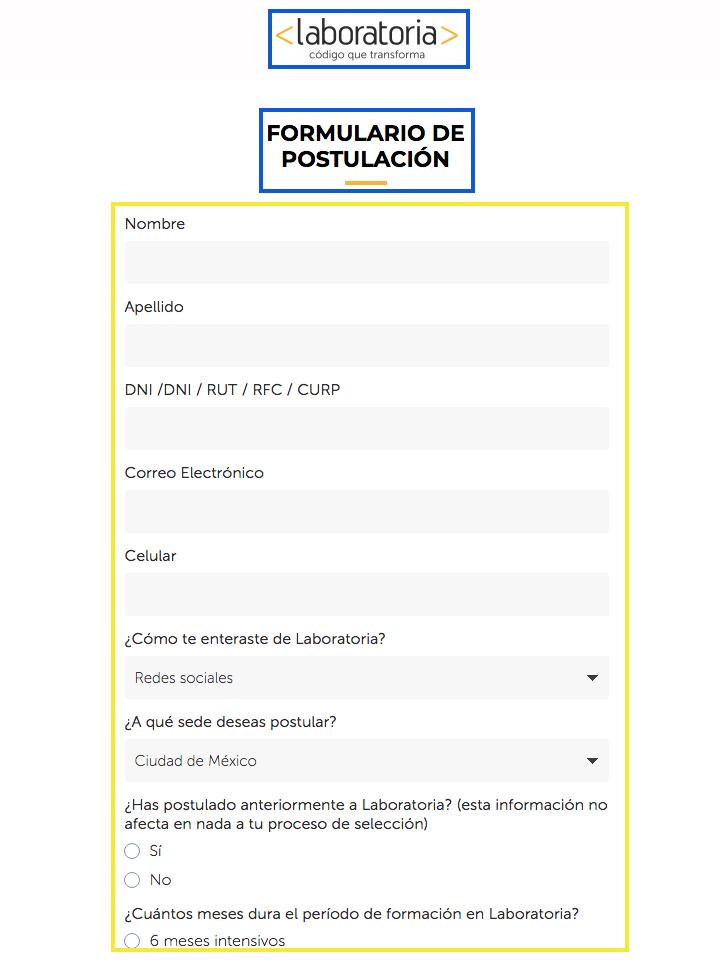 <laboratoria>
código que transforma
FORMULARIO DE
POSTULACIÓN
Nombre
Apellido
DNI /DNI / RUT / RFC / CURP
Correo Electrónico
Celular
¿Cómo te enteraste de Laboratoria?
Redes sociales
¿A qué sede deseas postular?
Ciudad de México
¿Has postulado anteriormente a Laboratoria? (esta información no
afecta en nada a tu proceso de selección)
Sí
No
¿Cuántos meses dura el período de formación en Laboratoria?
6 meses intensivos